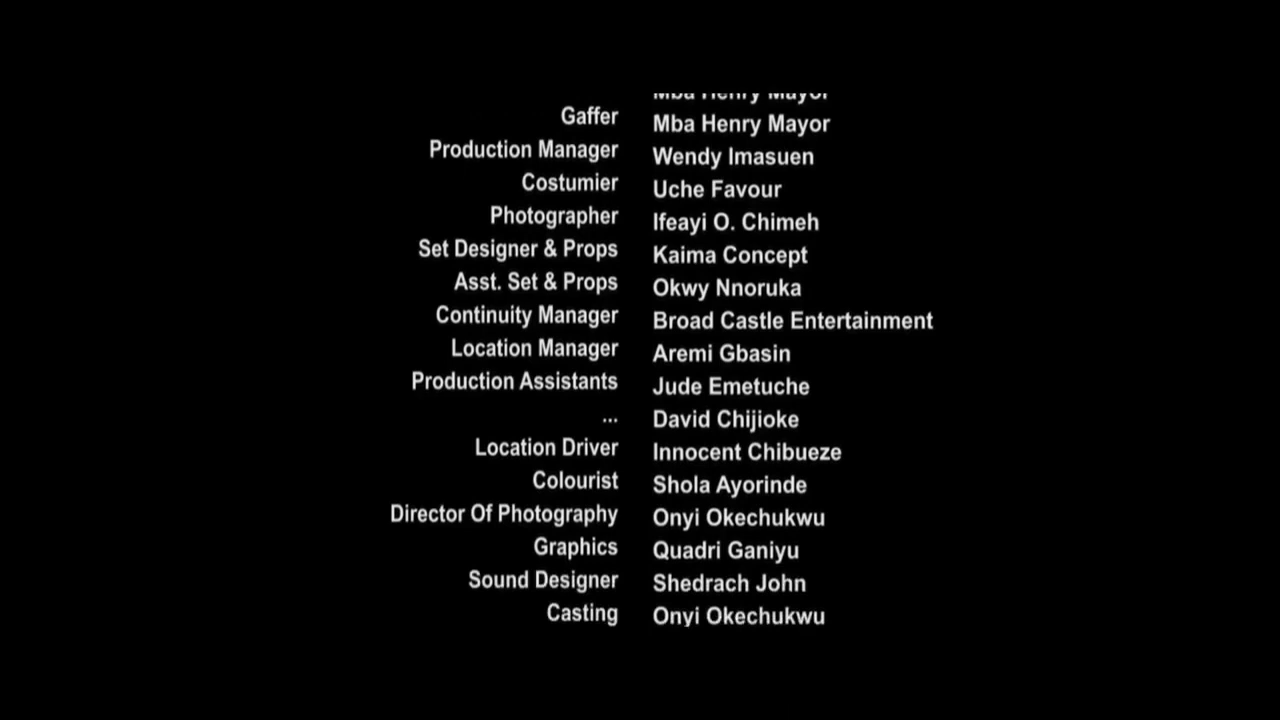 Mba Henry Mayor
Gaffer Mba Henry Mayor
Production Manager Wendy Imasuen
Costumier Uche Favour
Photographer Ifeayi O. Chimeh
Set Designer & Props Kaima Concept
Asst. Set & Props Okwy Nnoruka
Continuity Manager Broad Castle Entertainment
Location Manager Aremi Gbasin
Production Assistants Jude Emetuche
... David Chijioke
Location Driver Innocent Chibueze
Colourist Shola Ayorinde
Director Of Photography Onyi Okechukwu
Graphics Quadri Ganiyu
Sound Designer Shedrach John
Casting Onyi Okechukwu